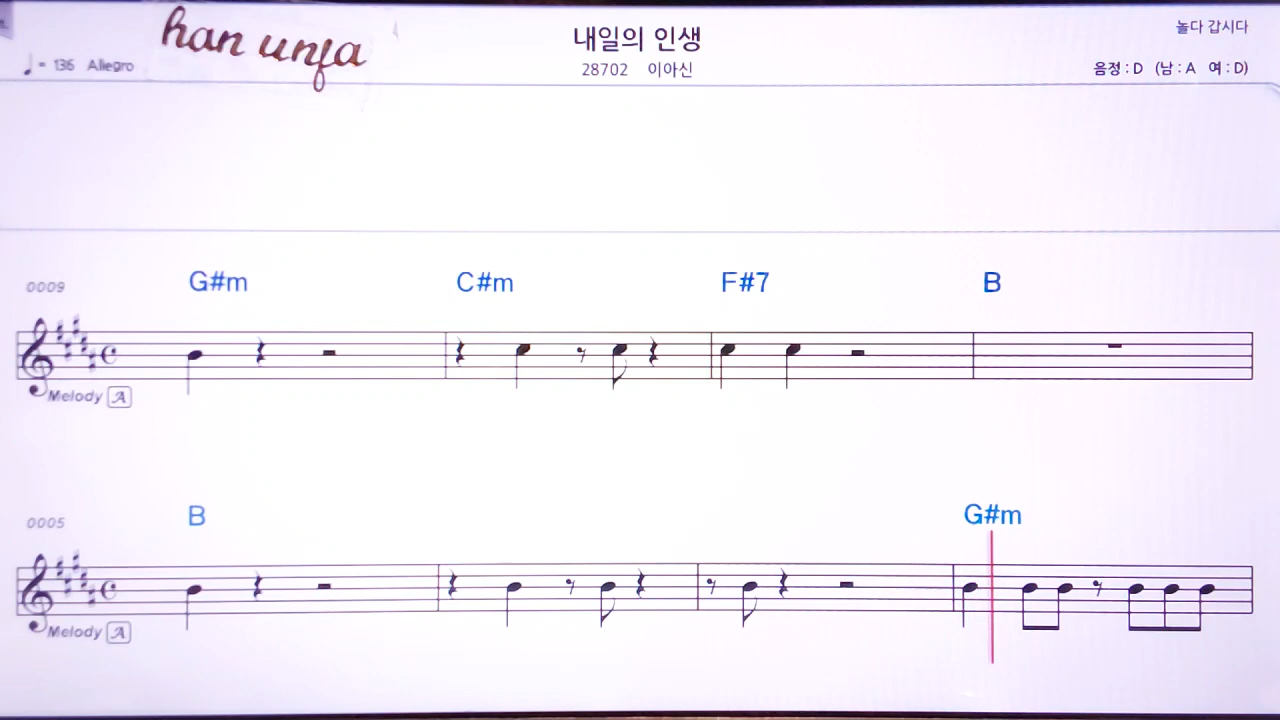 han unfa
내일의 인생
놀다 갑시다
♩= 136 Allegro
28702 이아신
음정 : D (남 : A 여 : D)
0009 G#m C#m F#7 B
Melody A
0005 B G#m
Melody A